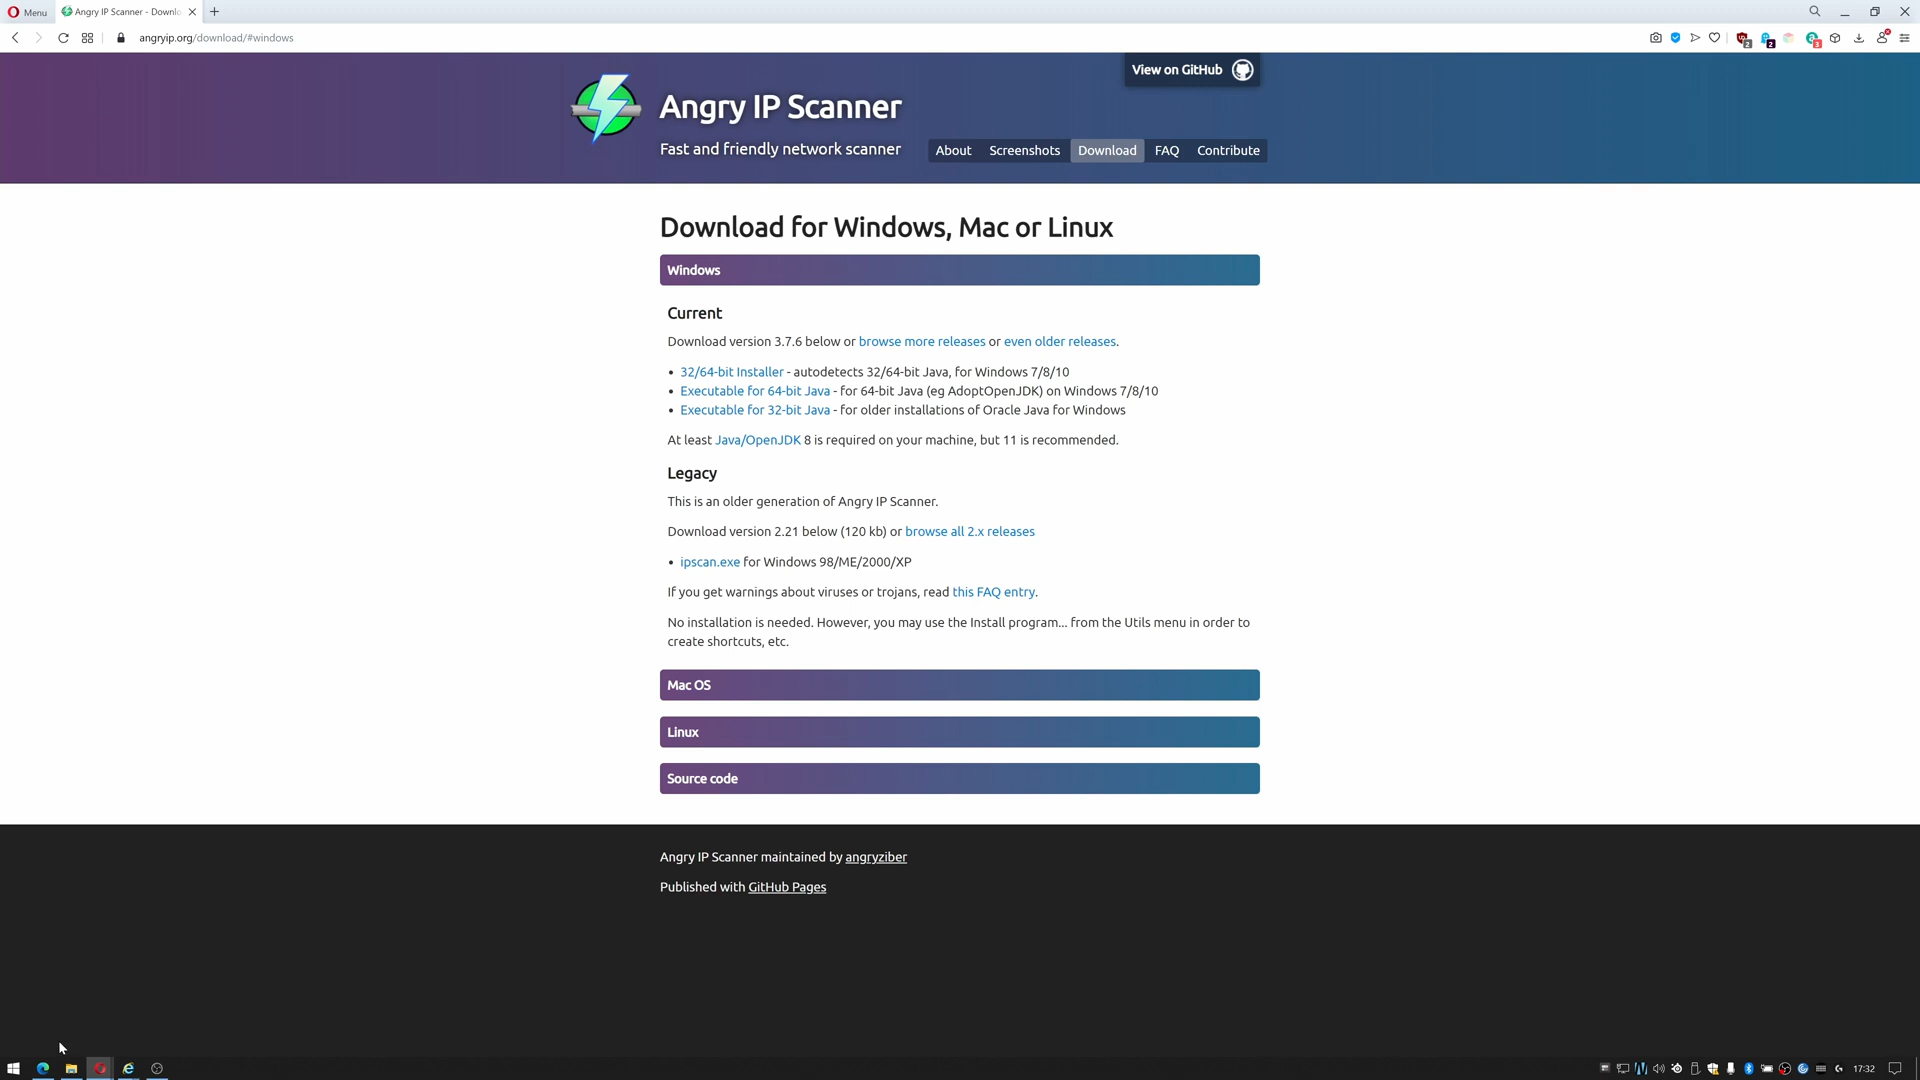 Menu
Angry IP Scanner - Downlo
angryip.org/download/#windows
2
2
3
View on GitHub
Angry IP Scanner
Fast and friendly network scanner
About Screenshots Download FAQ Contribute
Download for Windows, Mac or Linux
Windows
Current
Download version 3.7.6 below or browse more releases or even older releases.
• 32/64-bit Installer - autodetects 32/64-bit Java, for Windows 7/8/10
• Executable for 64-bit Java - for 64-bit Java (eg AdoptOpenJDK) on Windows 7/8/10
• Executable for 32-bit Java - for older installations of Oracle Java for Windows
At least Java/OpenJDK 8 is required on your machine, but 11 is recommended.
Legacy
This is an older generation of Angry IP Scanner.
Download version 2.21 below (120 kb) or browse all 2.x releases
• ipscan.exe for Windows 98/ME/2000/XP
If you get warnings about viruses or trojans, read this FAQ entry.
No installation is needed. However, you may use the Install program... from the Utils menu in order to
create shortcuts, etc.
Mac OS
Linux
Source code
Angry IP Scanner maintained by angryziber
Published with GitHub Pages
17:32